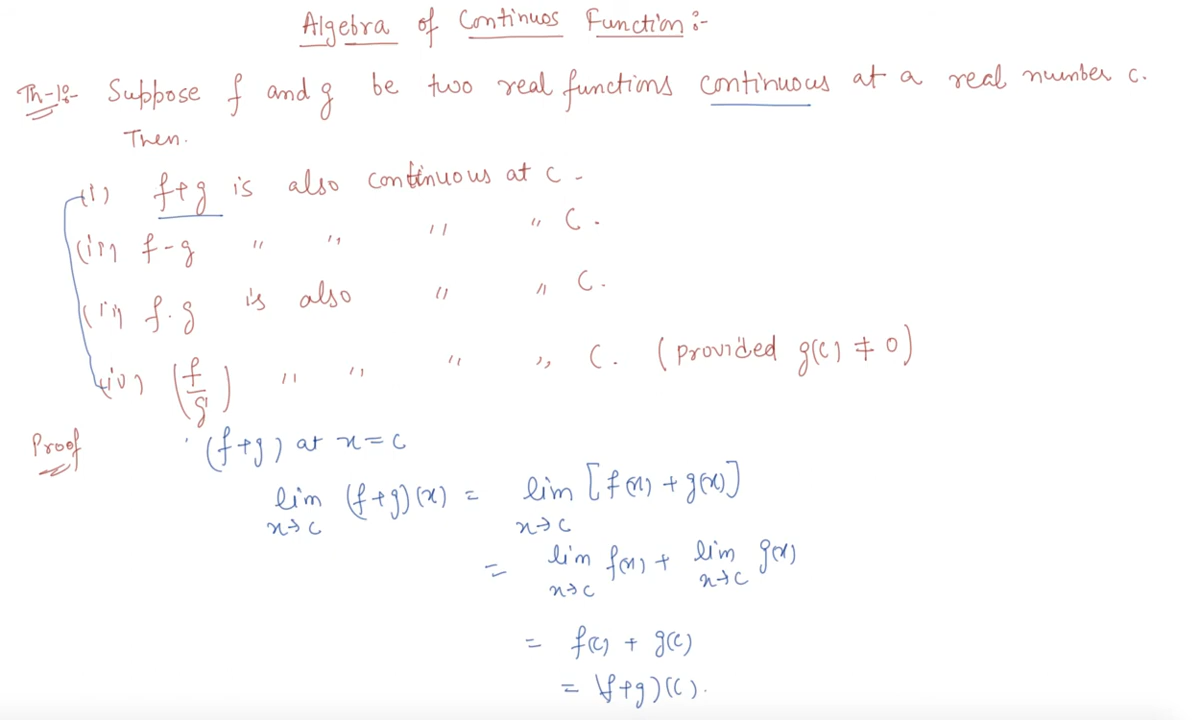 Algebra of Continuos Function :-
Th-1:- Suppose f and g be two real functions continuous at a real number c.
Then.
(i) f+g is also continuous at c.
(ii) f-g " " " " c.
(iii) f.g is also " " c.
(iv) (f/g) " " " " c. (provided g(c) ≠ 0)
Proof (f+g) at x=c
lim x→c (f+g)(x) = lim x→c [f(x) + g(x)]
= lim x→c f(x) + lim x→c g(x)
= f(c) + g(c)
= (f+g)(c).